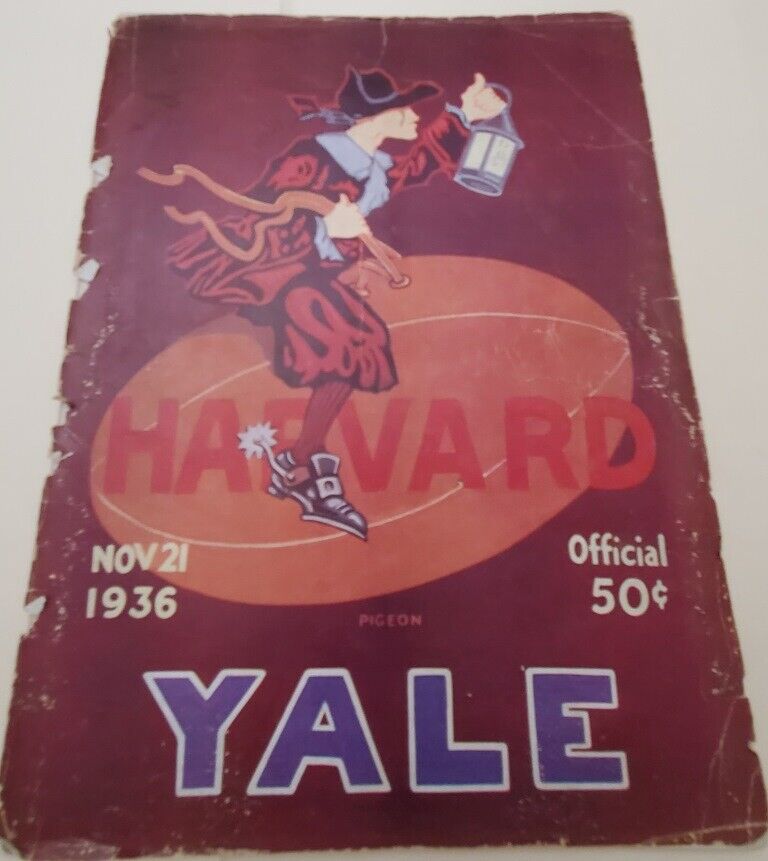 HARVARD
NOV 21
1936
Official
50¢
PIGEON
YALE